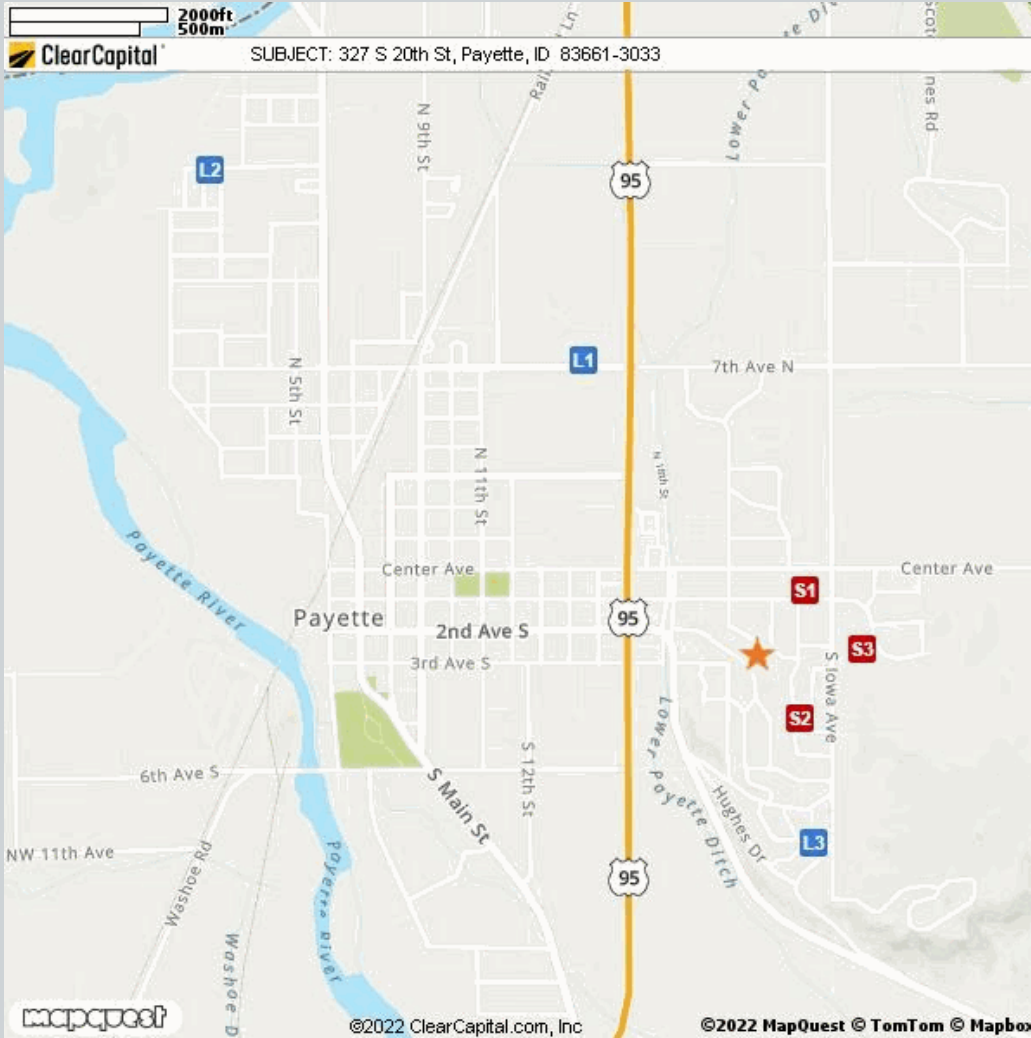 2000ft
500m
ClearCapital
SUBJECT: 327 S 20th St, Payette, ID 83661-3033
N 9th St
L2
95
L1
7th Ave N
N 5th St
N 11th St
N 18th St
Payette River
Center Ave
Center Ave
S1
Payette
95
2nd Ave S
3rd Ave S
S3
S Iowa Ave
S2
Lower Payette Ditch
6th Ave S
S Main St
S 12th St
Hughes Dr
L3
NW 11th Ave
Washoe Rd
Payette River
95
Washoe D
mapquest
©2022 ClearCapital.com, Inc
©2022 MapQuest © TomTom © Mapbox